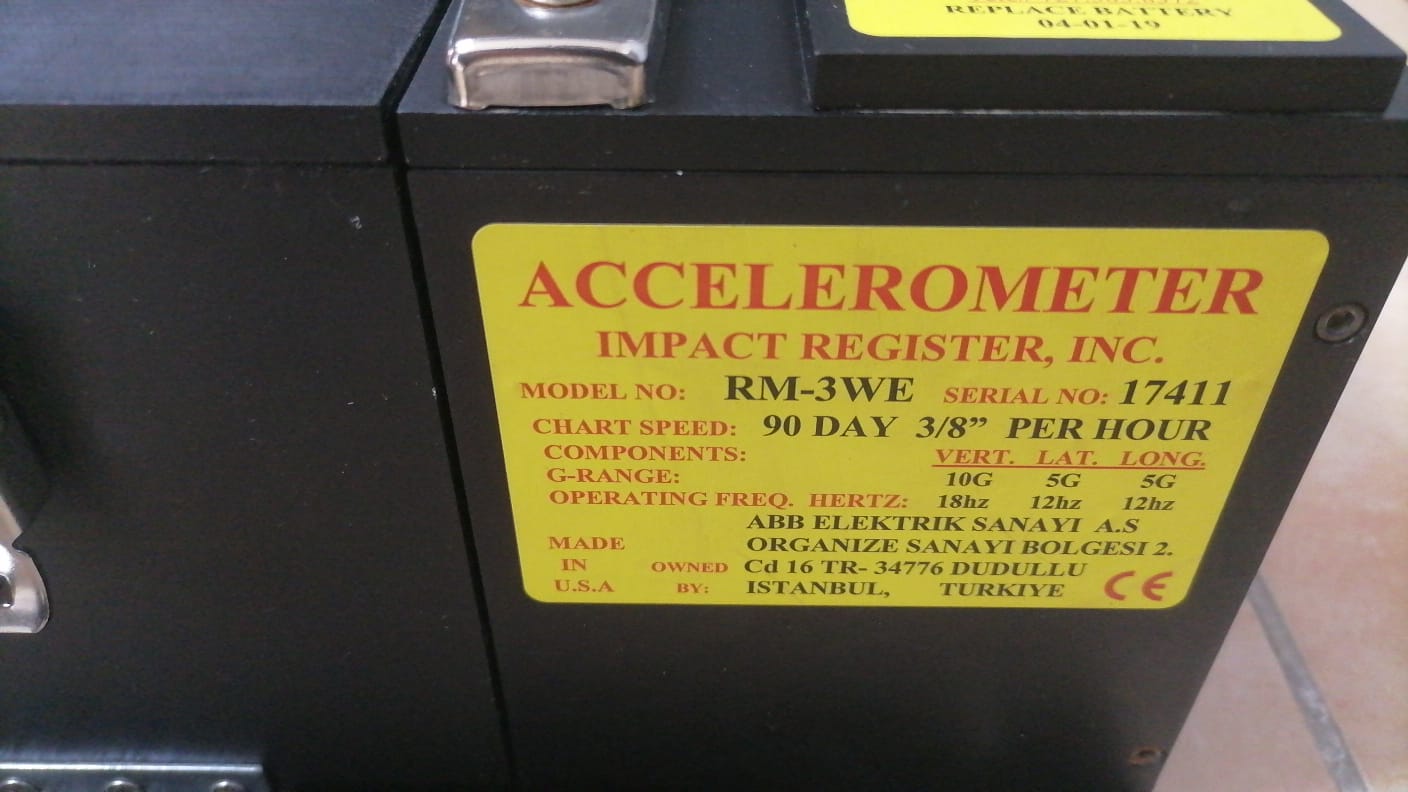 REPLACE BATTERY
04-01-19
ACCELEROMETER
IMPACT REGISTER, INC.
MODEL NO: RM-3WE SERIAL NO: 17411
CHART SPEED: 90 DAY 3/8” PER HOUR
COMPONENTS: VERT. LAT. LONG.
G-RANGE: 10G 5G 5G
OPERATING FREQ. HERTZ: 18hz 12hz 12hz
ABB ELEKTRIK SANAYI A.S
MADE ORGANIZE SANAYI BOLGESI 2.
IN OWNED Cd 16 TR- 34776 DUDULLU
U.S.A BY: ISTANBUL, TURKIYE CE